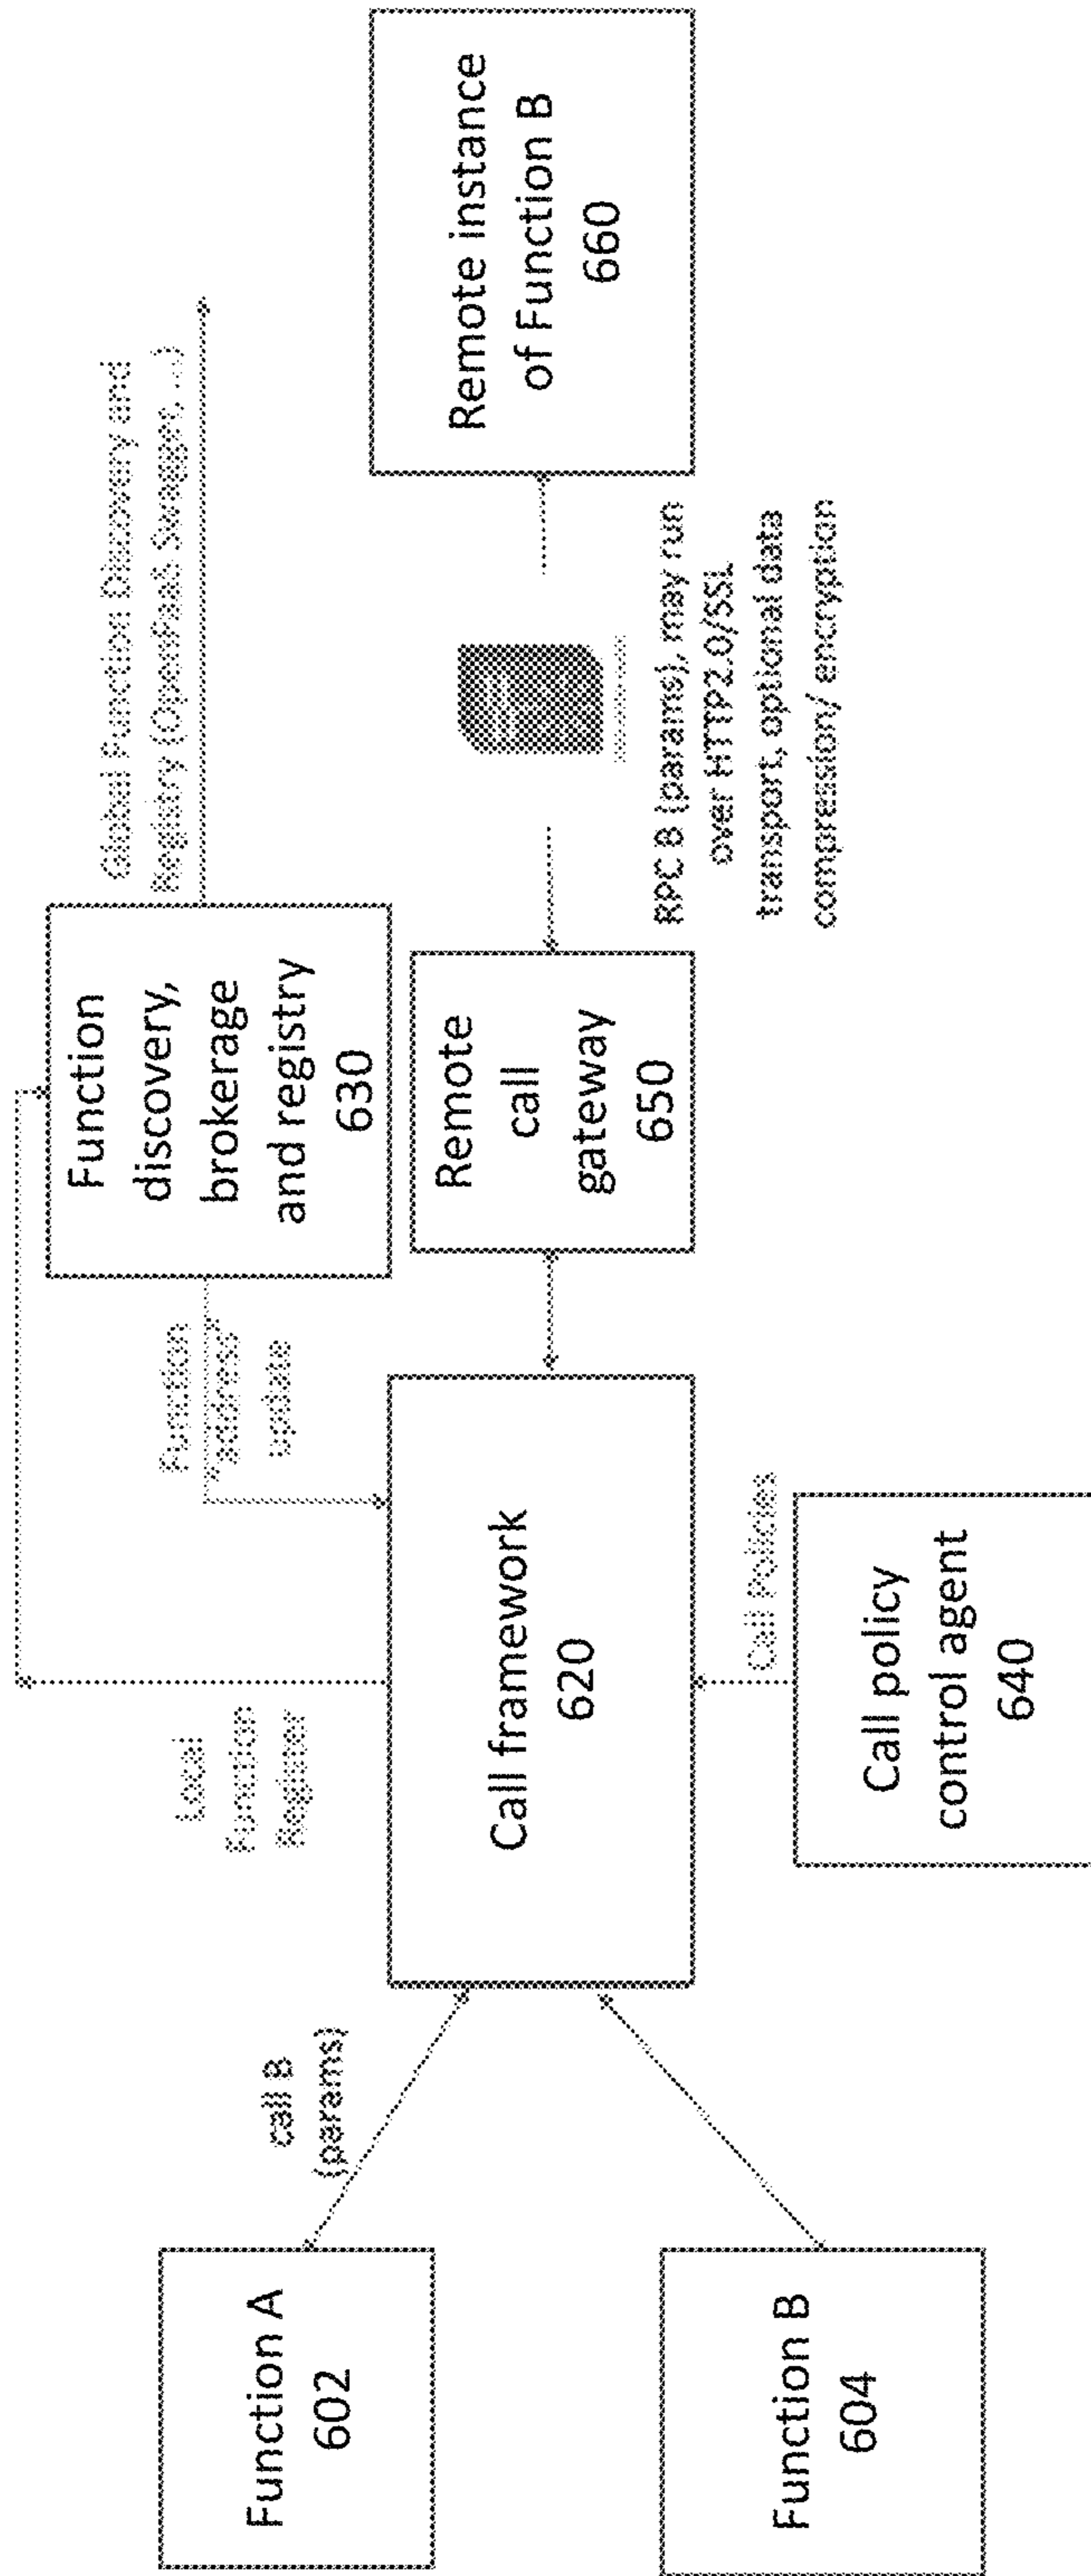 Function A
602
Function B
604
call B
(params)
Call framework
620
Local
Function
Register
Function
"address"
update
Function
discovery,
brokerage
and registry
630
Global Function Discovery and
Registry (OpenPaaS Swagger, ...)
Call Policies
Call policy
control agent
640
Remote
call
gateway
650
RPC B (params), may run
over HTTP2.0/SSL
transport, optional data
compression/ encryption
Remote instance
of Function B
660